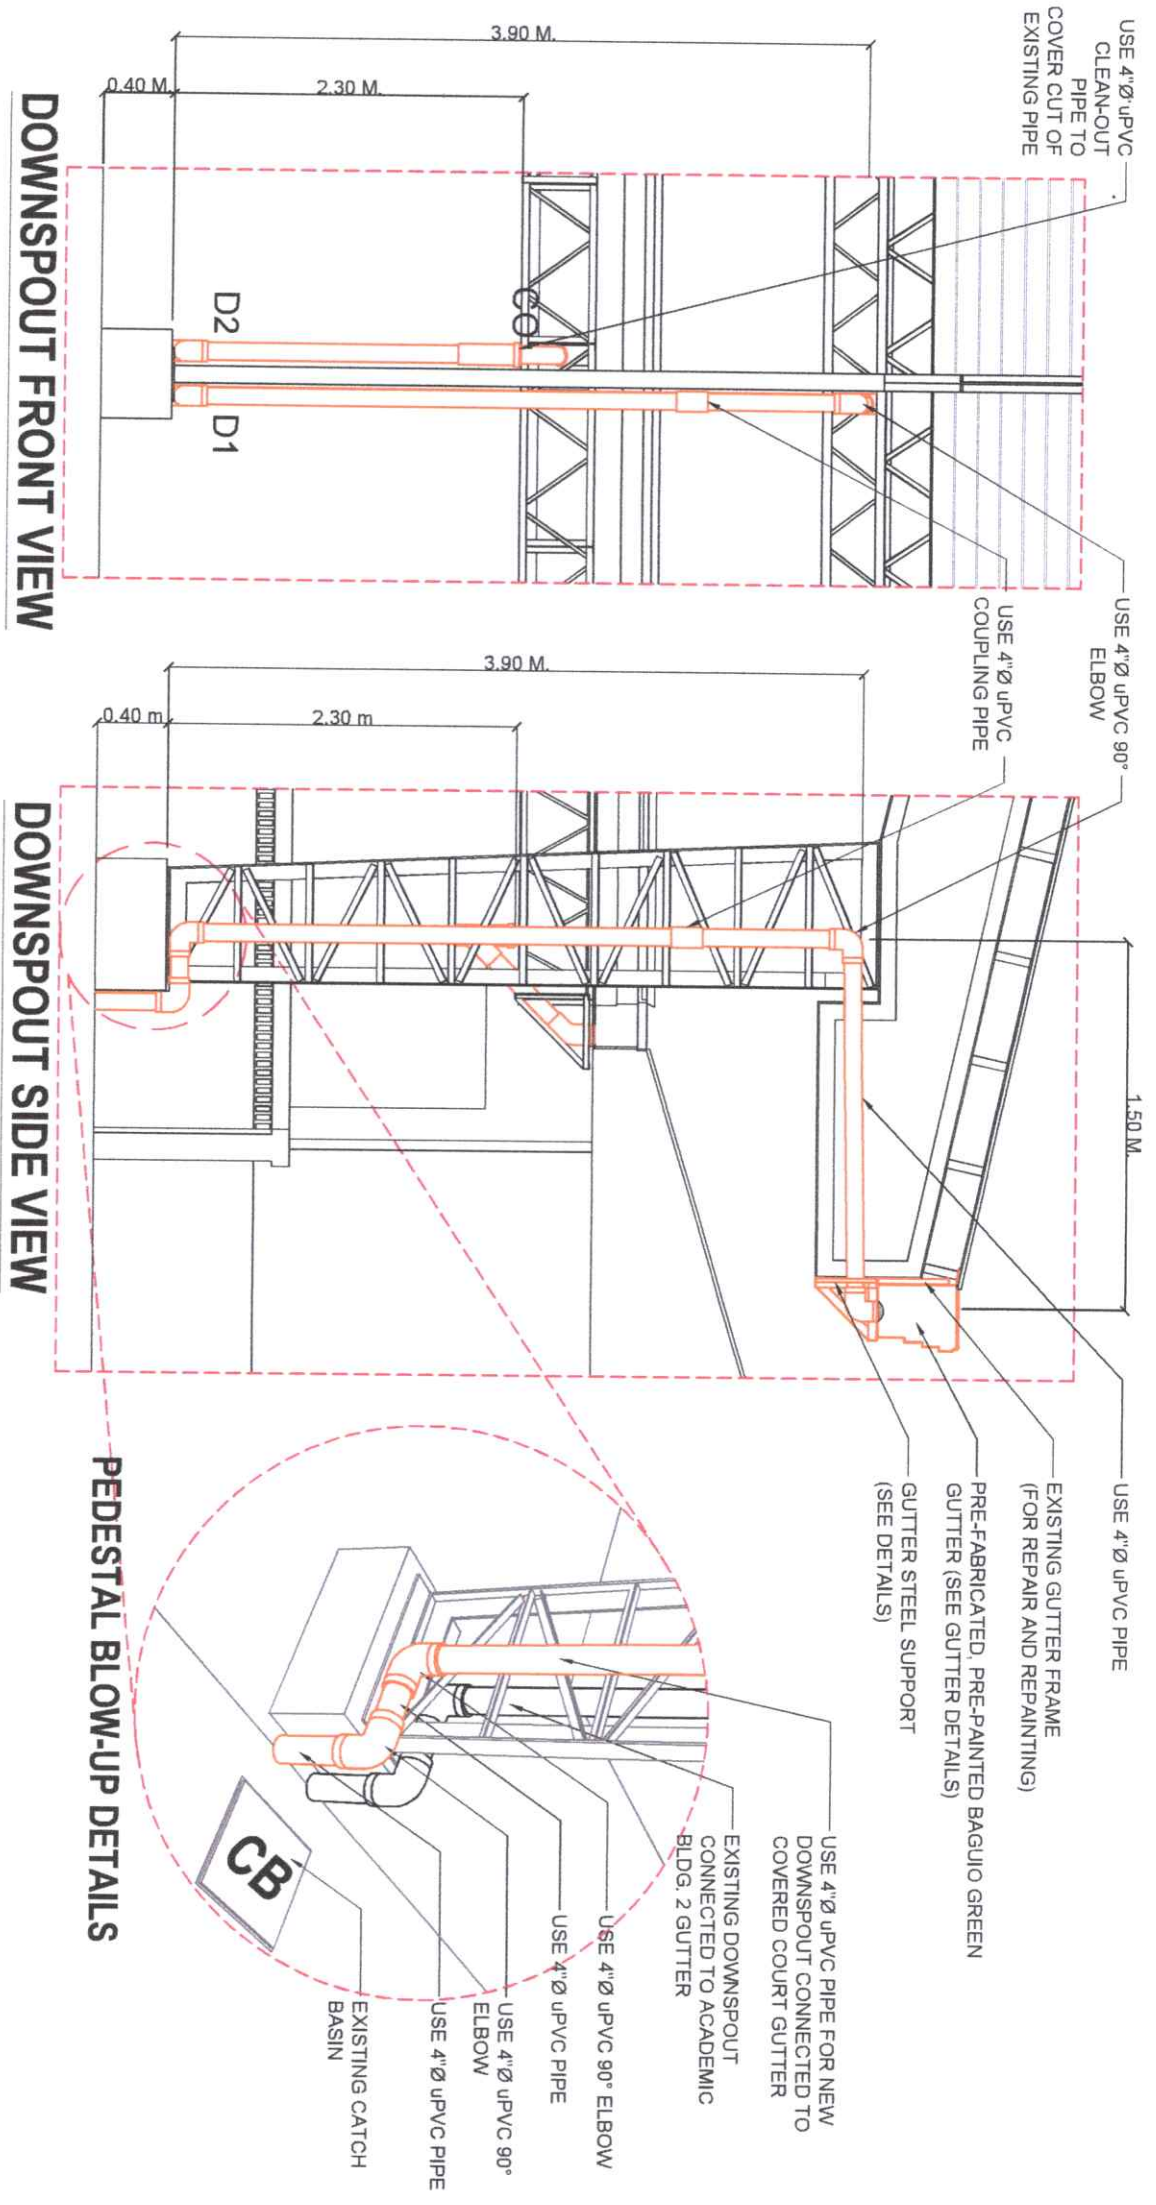 USE 4"Ø uPVC
CLEAN-OUT
PIPE TO
COVER CUT OF
EXISTING PIPE
USE 4"Ø uPVC 90°
ELBOW
USE 4"Ø uPVC
COUPLING PIPE
3.90 M.
0.40 M.
2.30 M.
CO
D2
D1
DOWNSPOUT FRONT VIEW
1.50 M.
3.90 M.
0.40 m
2.30 m
USE 4"Ø uPVC PIPE
EXISTING GUTTER FRAME
(FOR REPAIR AND REPAINTING)
PRE-FABRICATED, PRE-PAINTED BAGUIO GREEN
GUTTER (SEE GUTTER DETAILS)
GUTTER STEEL SUPPORT
(SEE DETAILS)
DOWNSPOUT SIDE VIEW
USE 4"Ø uPVC PIPE FOR NEW
DOWNSPOUT CONNECTED TO
COVERED COURT GUTTER
EXISTING DOWNSPOUT
CONNECTED TO ACADEMIC
BLDG. 2 GUTTER
USE 4"Ø uPVC 90° ELBOW
USE 4"Ø uPVC PIPE
USE 4"Ø uPVC 90°
ELBOW
USE 4"Ø uPVC PIPE
EXISTING CATCH
BASIN
CB
PEDESTAL BLOW-UP DETAILS